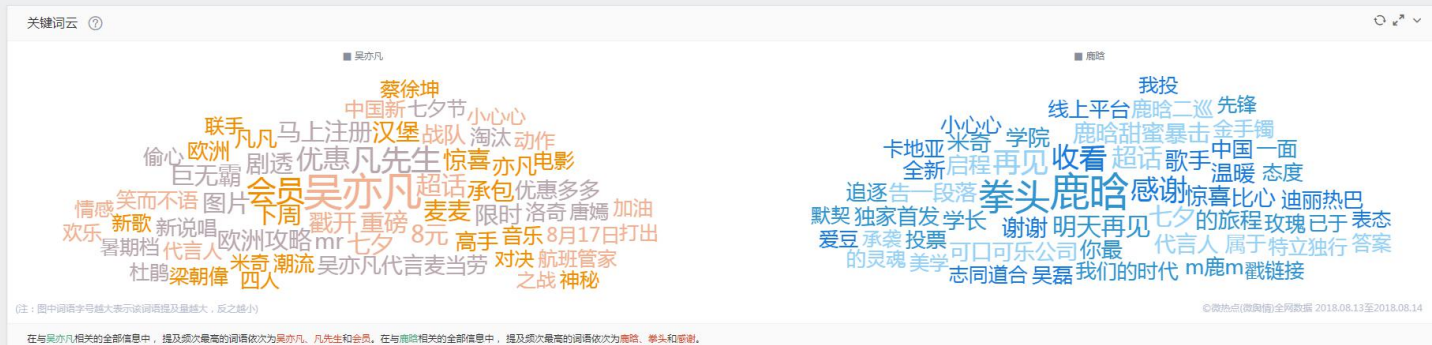 关键词云 ?
吴亦凡
鹿晗
蔡徐坤
中国新 七夕节 小心心
联手 凡凡 马上注册 汉堡 战队 淘汰 动作
偷心 欧洲 剧透 优惠 凡先生 惊喜 亦凡 电影
巨无霸 会员 吴亦凡 超话 承包 优惠多多
情感 笑而不语 图片 下周 戳开 重磅 麦麦 限时 洛奇 唐嫣 加油
欢乐 新歌 新说唱 欧洲攻略 mr 七夕 8元 高手 音乐 8月17日 打出
暑期档 代言人 米奇 潮流 吴亦凡代言麦当劳 对决 航班管家
杜鹃 梁朝偉 四人 之战 神秘
我投
线上平台 鹿晗二巡 先锋
小心心 米奇 学院 鹿晗甜蜜暴击 金手镯
卡地亚 全新 启程 再见 收看 超话 歌手 中国 一面
温暖 态度
追逐 告一段落 拳头 鹿晗 感谢 惊喜 比心 迪丽热巴
默契 独家首发 学长 谢谢 明天再见 七夕 的旅程 玫瑰 已于 表态
爱豆 承袭 投票 可口可乐公司 你最 代言人 属于 特立独行 答案
的灵魂 美学 志同道合 吴磊 我们的时代 m鹿m 戳链接
(注：图中词语字号越大表示该词语提及量越大，反之越小)
©微热点(微舆情)全网数据 2018.08.13至2018.08.14
在与吴亦凡相关的全部信息中，提及频次最高的词语依次为吴亦凡、凡先生和会员。在与鹿晗相关的全部信息中，提及频次最高的词语依次为鹿晗、拳头和感谢。